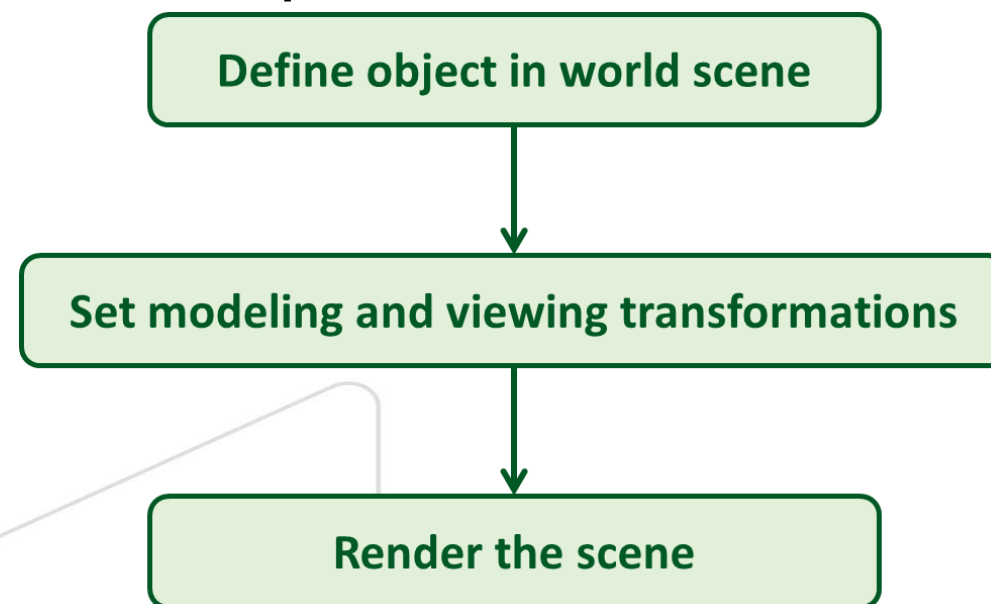 Define object in world scene
Set modeling and viewing transformations
Render the scene